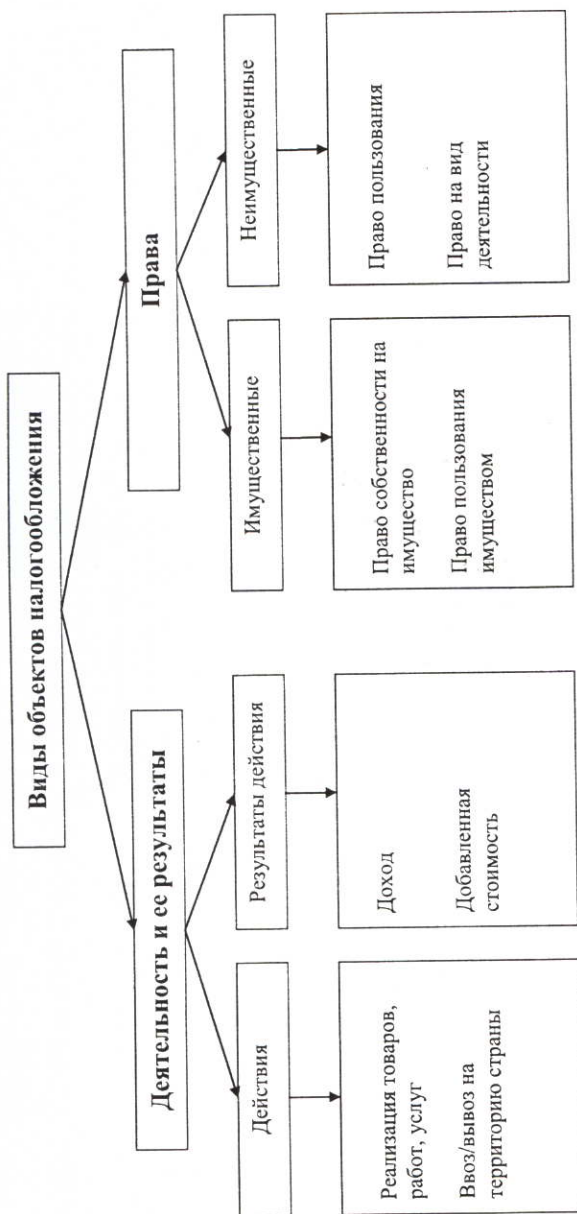 Виды объектов налогообложения
Деятельность и ее результаты
Права
Действия
Результаты действия
Имущественные
Неимущественные
Реализация товаров,
работ, услуг
Ввоз/вывоз на
территорию страны
Доход
Добавленная
стоимость
Право собственности на
имущество
Право пользования
имуществом
Право пользования
Право на вид
деятельности